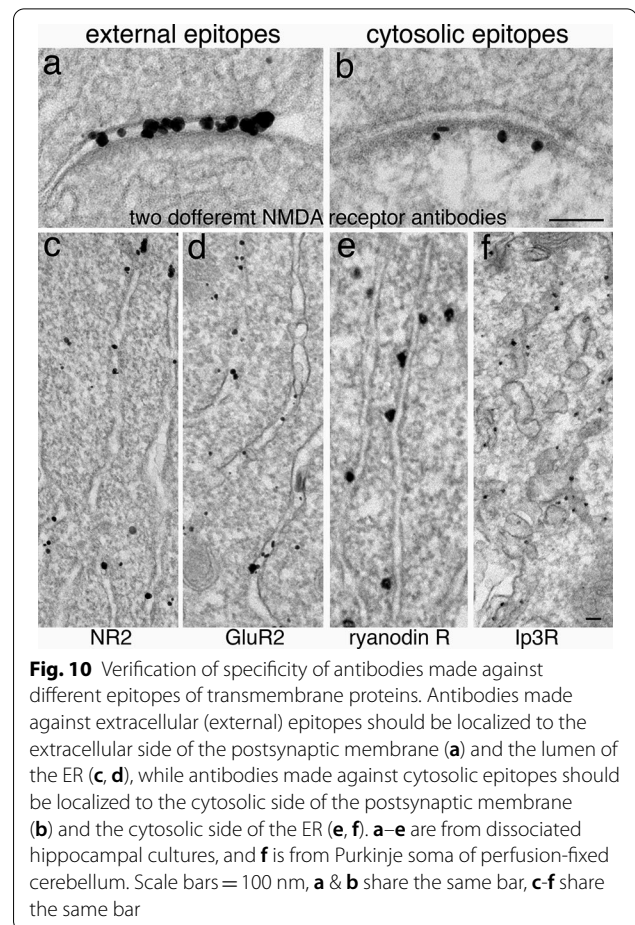 external epitopes
cytosolic epitopes
a
b
two dofferemt NMDA receptor antibodies
c
d
e
f
NR2
GluR2
ryanodin R
Ip3R
Fig. 10 Verification of specificity of antibodies made against
different epitopes of transmembrane proteins. Antibodies made
against extracellular (external) epitopes should be localized to the
extracellular side of the postsynaptic membrane (a) and the lumen of
the ER (c, d), while antibodies made against cytosolic epitopes should
be localized to the cytosolic side of the postsynaptic membrane
(b) and the cytosolic side of the ER (e, f). a–e are from dissociated
hippocampal cultures, and f is from Purkinje soma of perfusion-fixed
cerebellum. Scale bars = 100 nm, a & b share the same bar, c-f share
the same bar